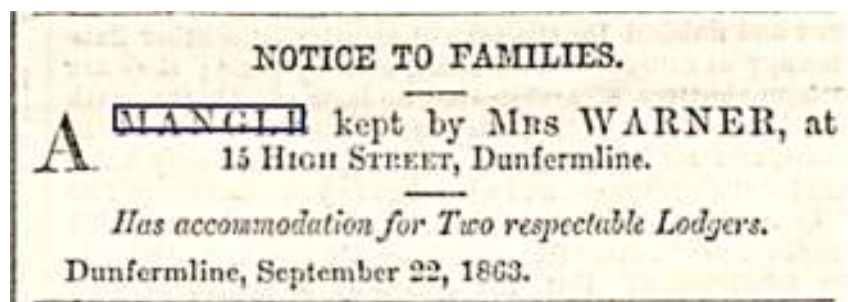 NOTICE TO FAMILIES.
A MANGLE kept by MRS WARNER, at
15 HIGH STREET, Dunfermline.
Has accommodation for Two respectable Lodgers.
Dunfermline, September 22, 1863.